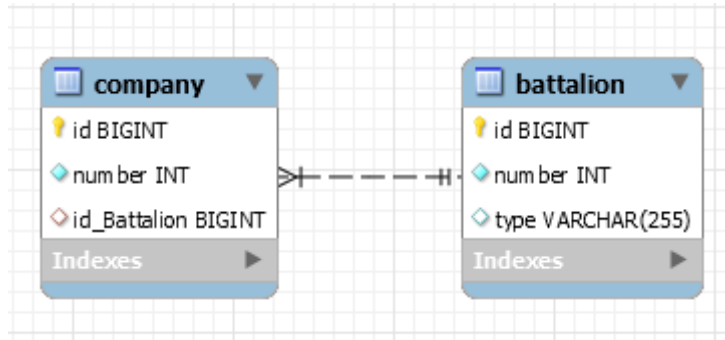 company
id BIGINT
number INT
id_Battalion BIGINT
Indexes
battalion
id BIGINT
number INT
type VARCHAR(255)
Indexes